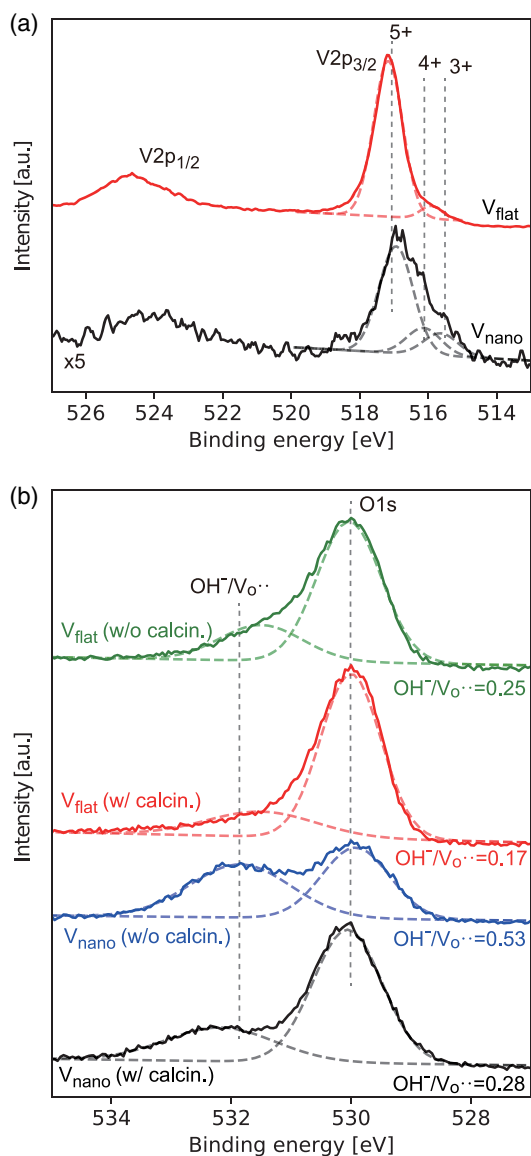 (a)
5+
V2p3/2
4+
3+
V2p1/2
Vflat
Vnano
x5
Intensity [a.u.]
526
524
522
520
518
516
514
Binding energy [eV]
(b)
O1s
OH⁻/Vo··
Vflat (w/o calcin.)
OH⁻/Vo··=0.25
Vflat (w/ calcin.)
OH⁻/Vo··=0.17
Vnano (w/o calcin.)
OH⁻/Vo··=0.53
Vnano (w/ calcin.)
OH⁻/Vo··=0.28
Intensity [a.u.]
534
532
530
528
Binding energy [eV]